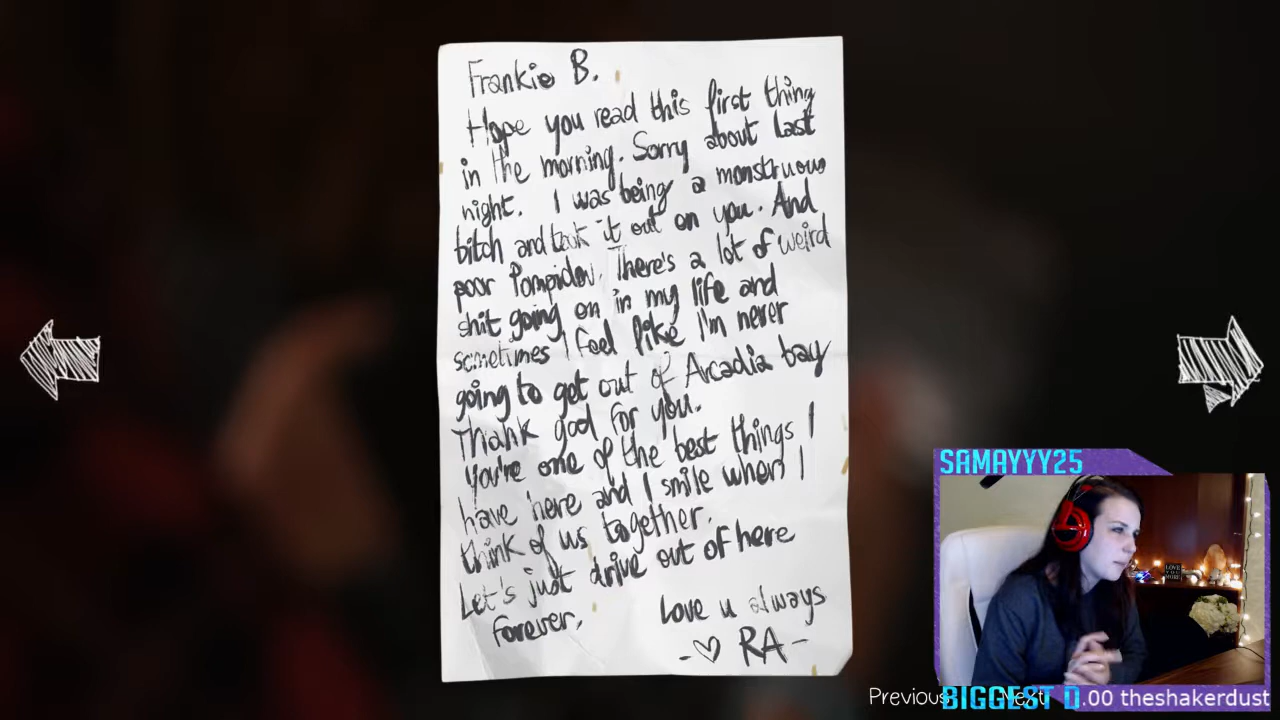 Frankie B.
Hope you read this first thing
in the morning. Sorry about last
night. I was being a monstruous
bitch and took it out on you. And
poor Pompidou. There's a lot of weird
shit going on in my life and
sometimes I feel like I'm never
going to get out of Arcadia bay
Thank god for you.
You're one of the best things I
have here and I smile when I
think of us together.
Let's just drive out of here
forever.
Love u always
- ♡ RA -
SAMAYYY25
LOVE YOU MORE
Previous
Next
BIGGEST D
.00 theshakerdust